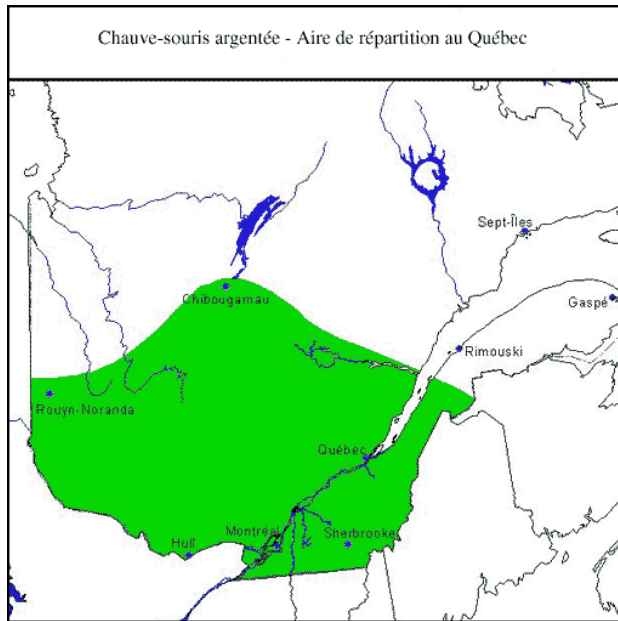 Chauve-souris argentée - Aire de répartition au Québec
Sept-Îles
Chibougamau
Gaspé
Rimouski
Rouyn-Noranda
Québec
Montréal
Sherbrooke
Hull